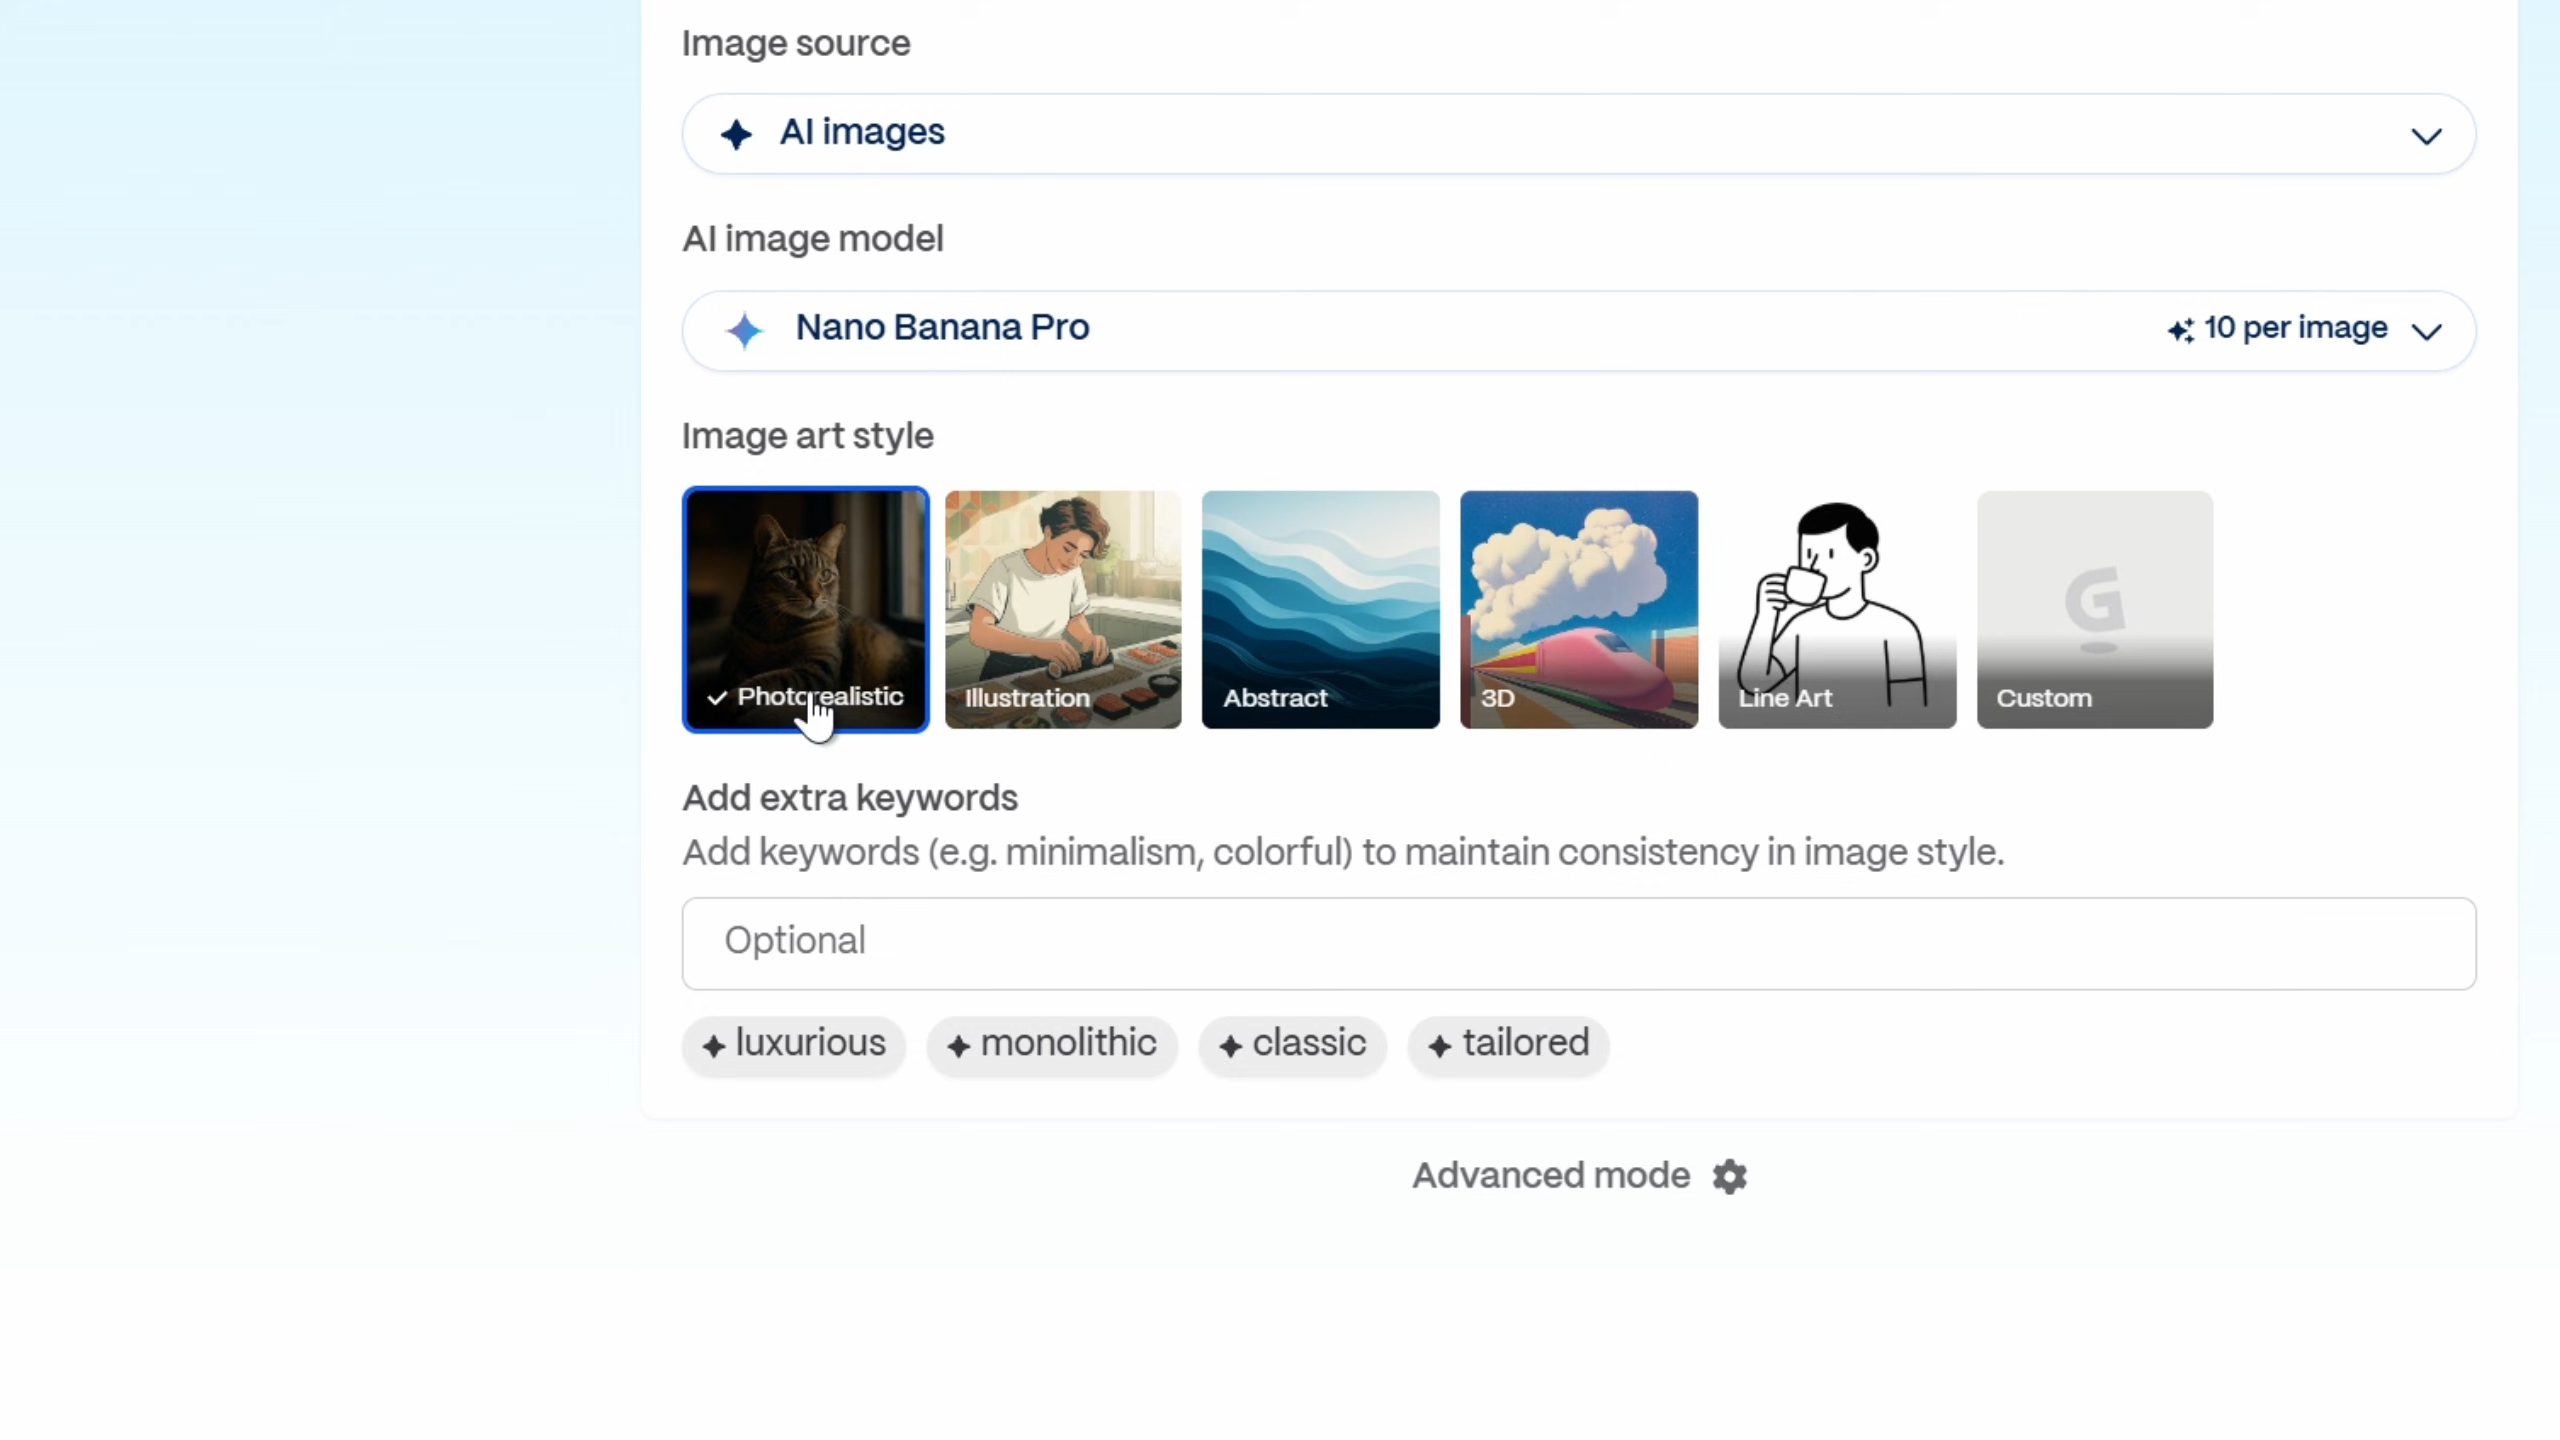 Image source
AI images
AI image model
Nano Banana Pro
10 per image
Image art style
Photorealistic
Illustration
Abstract
3D
Line Art
Custom
Add extra keywords
Add keywords (e.g. minimalism, colorful) to maintain consistency in image style.
Optional
luxurious
monolithic
classic
tailored
Advanced mode